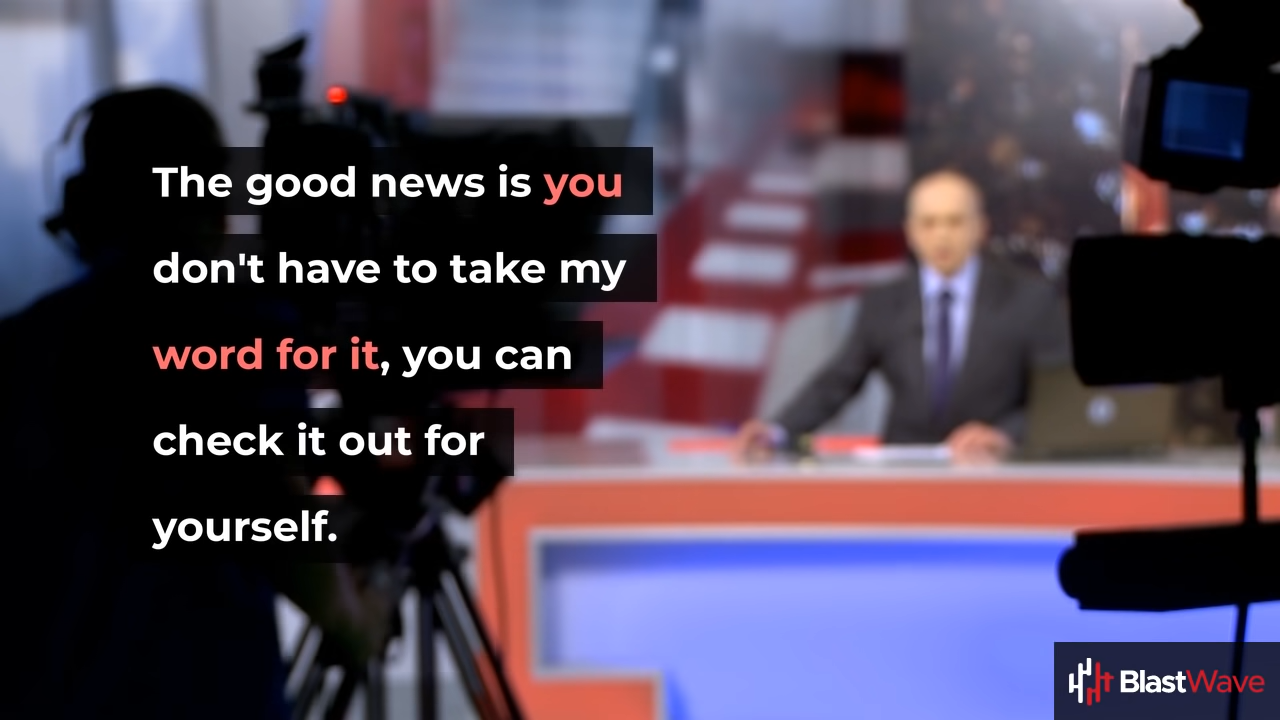 The good news is you
don't have to take my
word for it, you can
check it out for
yourself.
BlastWave